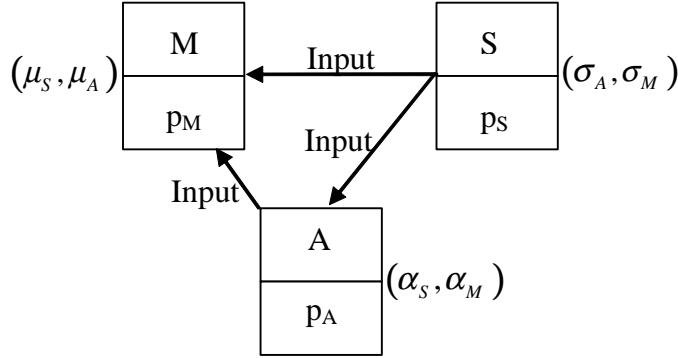 M
S
(μ_S, μ_A)
Input
(σ_A, σ_M)
p_M
p_S
Input
Input
A
(α_S, α_M)
p_A